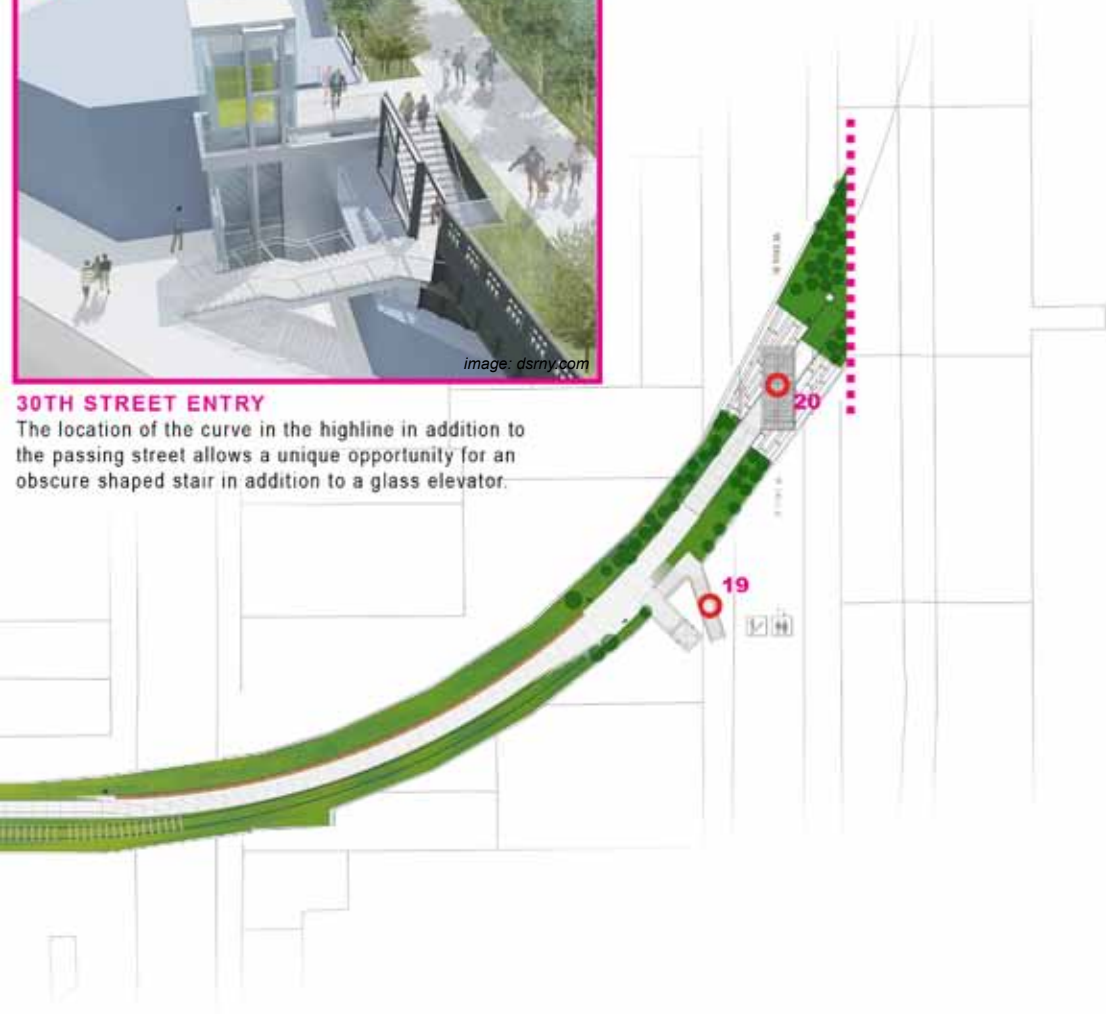 image: dsrny.com
30TH STREET ENTRY
The location of the curve in the highline in addition to
the passing street allows a unique opportunity for an
obscure shaped stair in addition to a glass elevator.
20
19